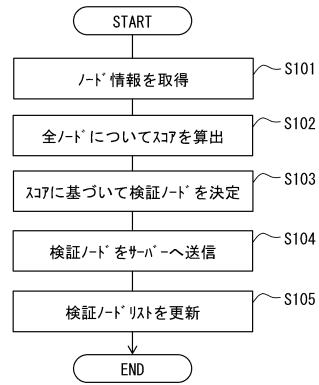 START
ﾉｰﾄﾞ情報を取得
S101
全ﾉｰﾄﾞについてｽｺｱを算出
S102
ｽｺｱに基づいて検証ﾉｰﾄﾞを決定
S103
検証ﾉｰﾄﾞをｻｰﾊﾞｰへ送信
S104
検証ﾉｰﾄﾞﾘｽﾄを更新
S105
END